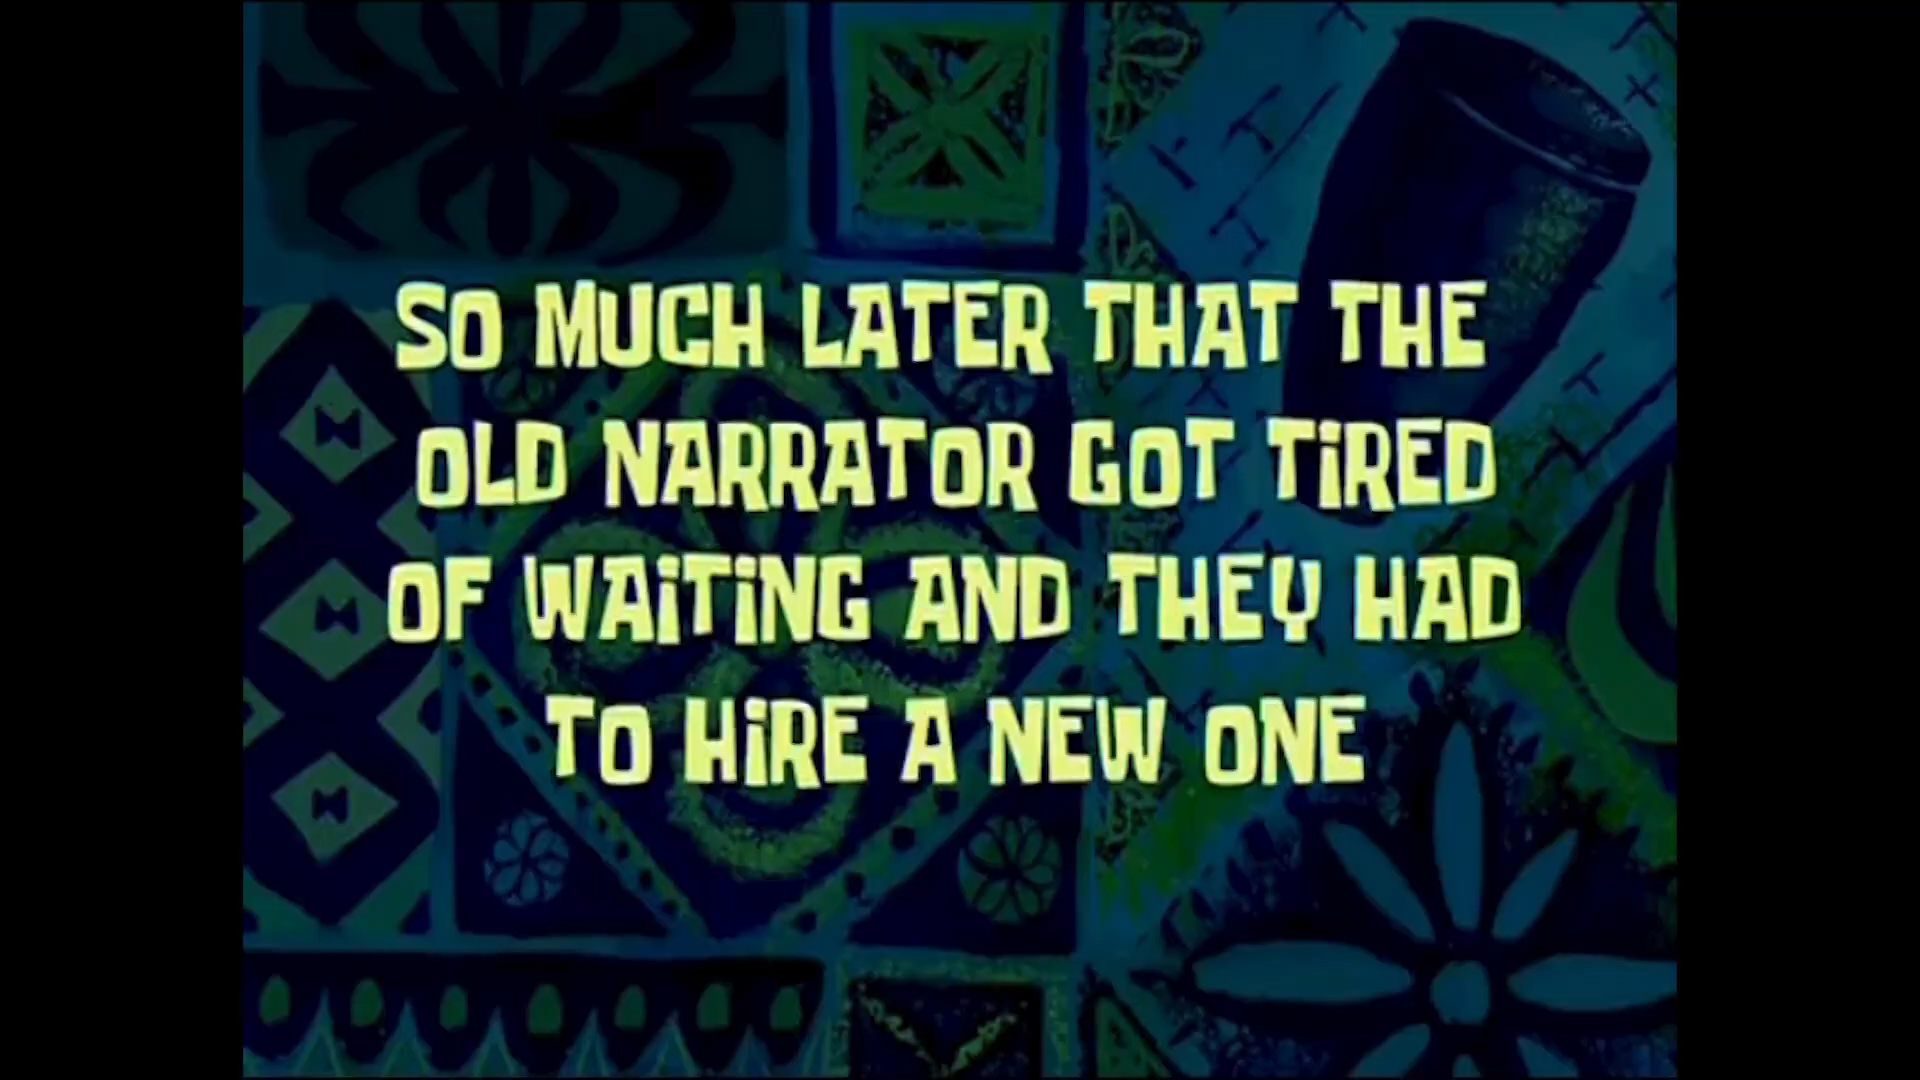 SO MUCH LATER THAT THE
OLD NARRATOR GOT TiRED
OF WAiTiNG AND THEY HAD
TO HiRE A NEW ONE